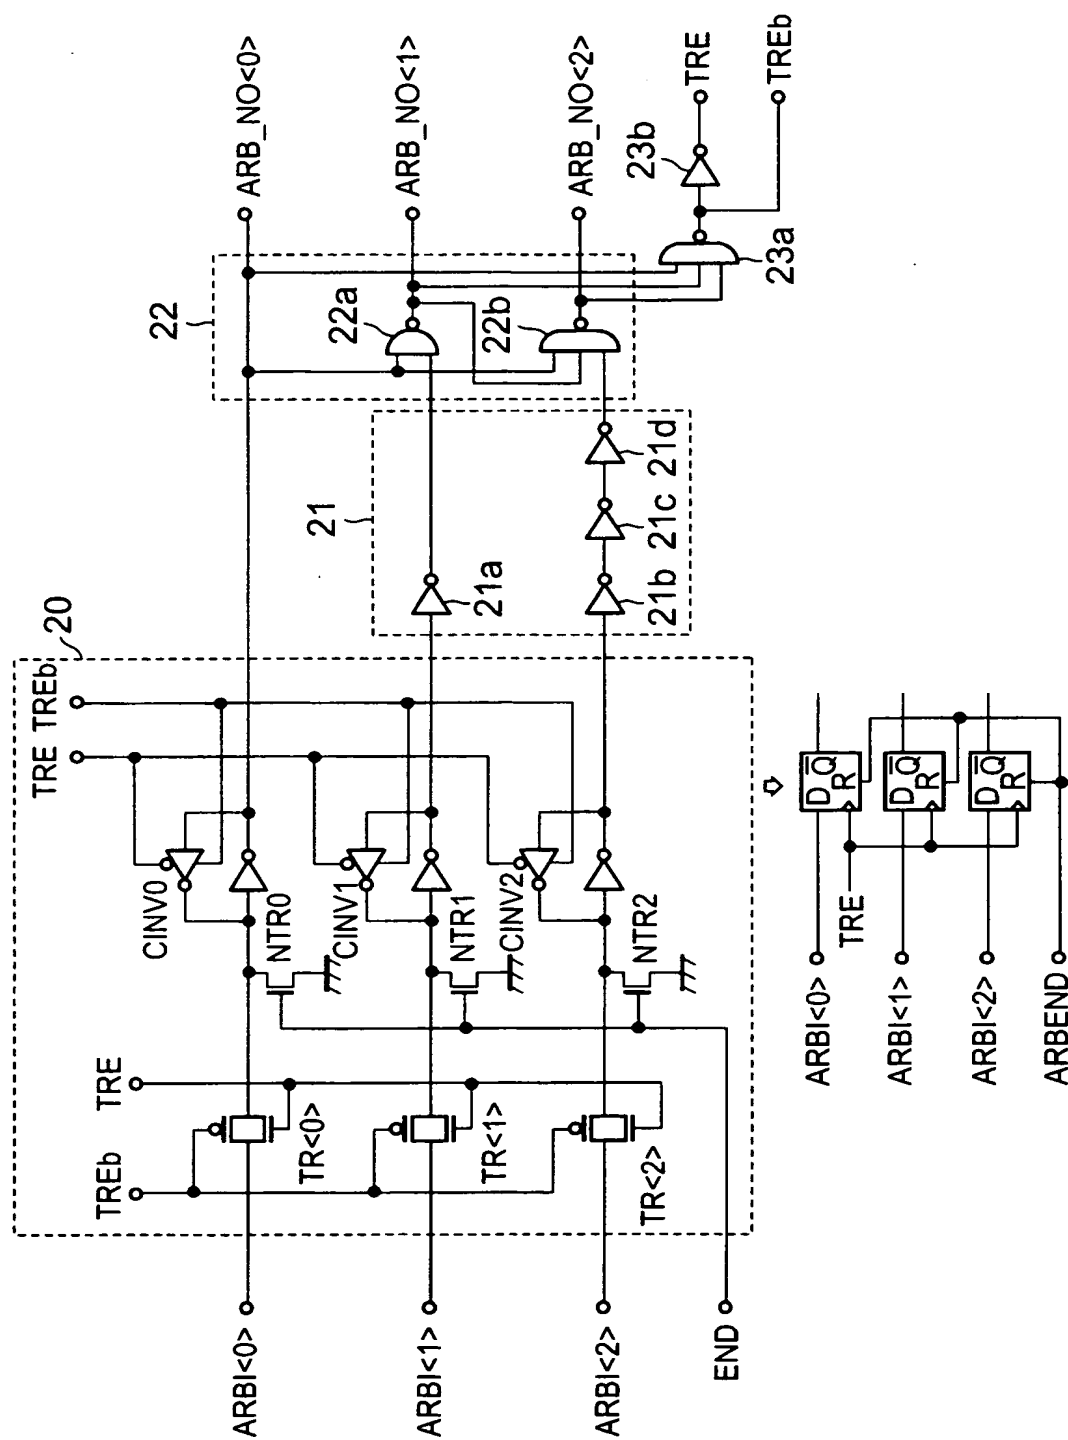 ARBI<0>
ARBI<1>
ARBI<2>
END
20
TREb
TRE
TR<0>
TR<1>
TR<2>
TRE
TREb
CINV0
NTR0
CINV1
NTR1
CINV2
NTR2
21
21a
21b
21c
21d
22
22a
22b
ARB_NO<0>
ARB_NO<1>
ARB_NO<2>
23a
23b
TRE
TREb
ARBI<0>
TRE
ARBI<1>
ARBI<2>
ARBEND
D Q̅
R
D Q̅
R
D Q̅
R